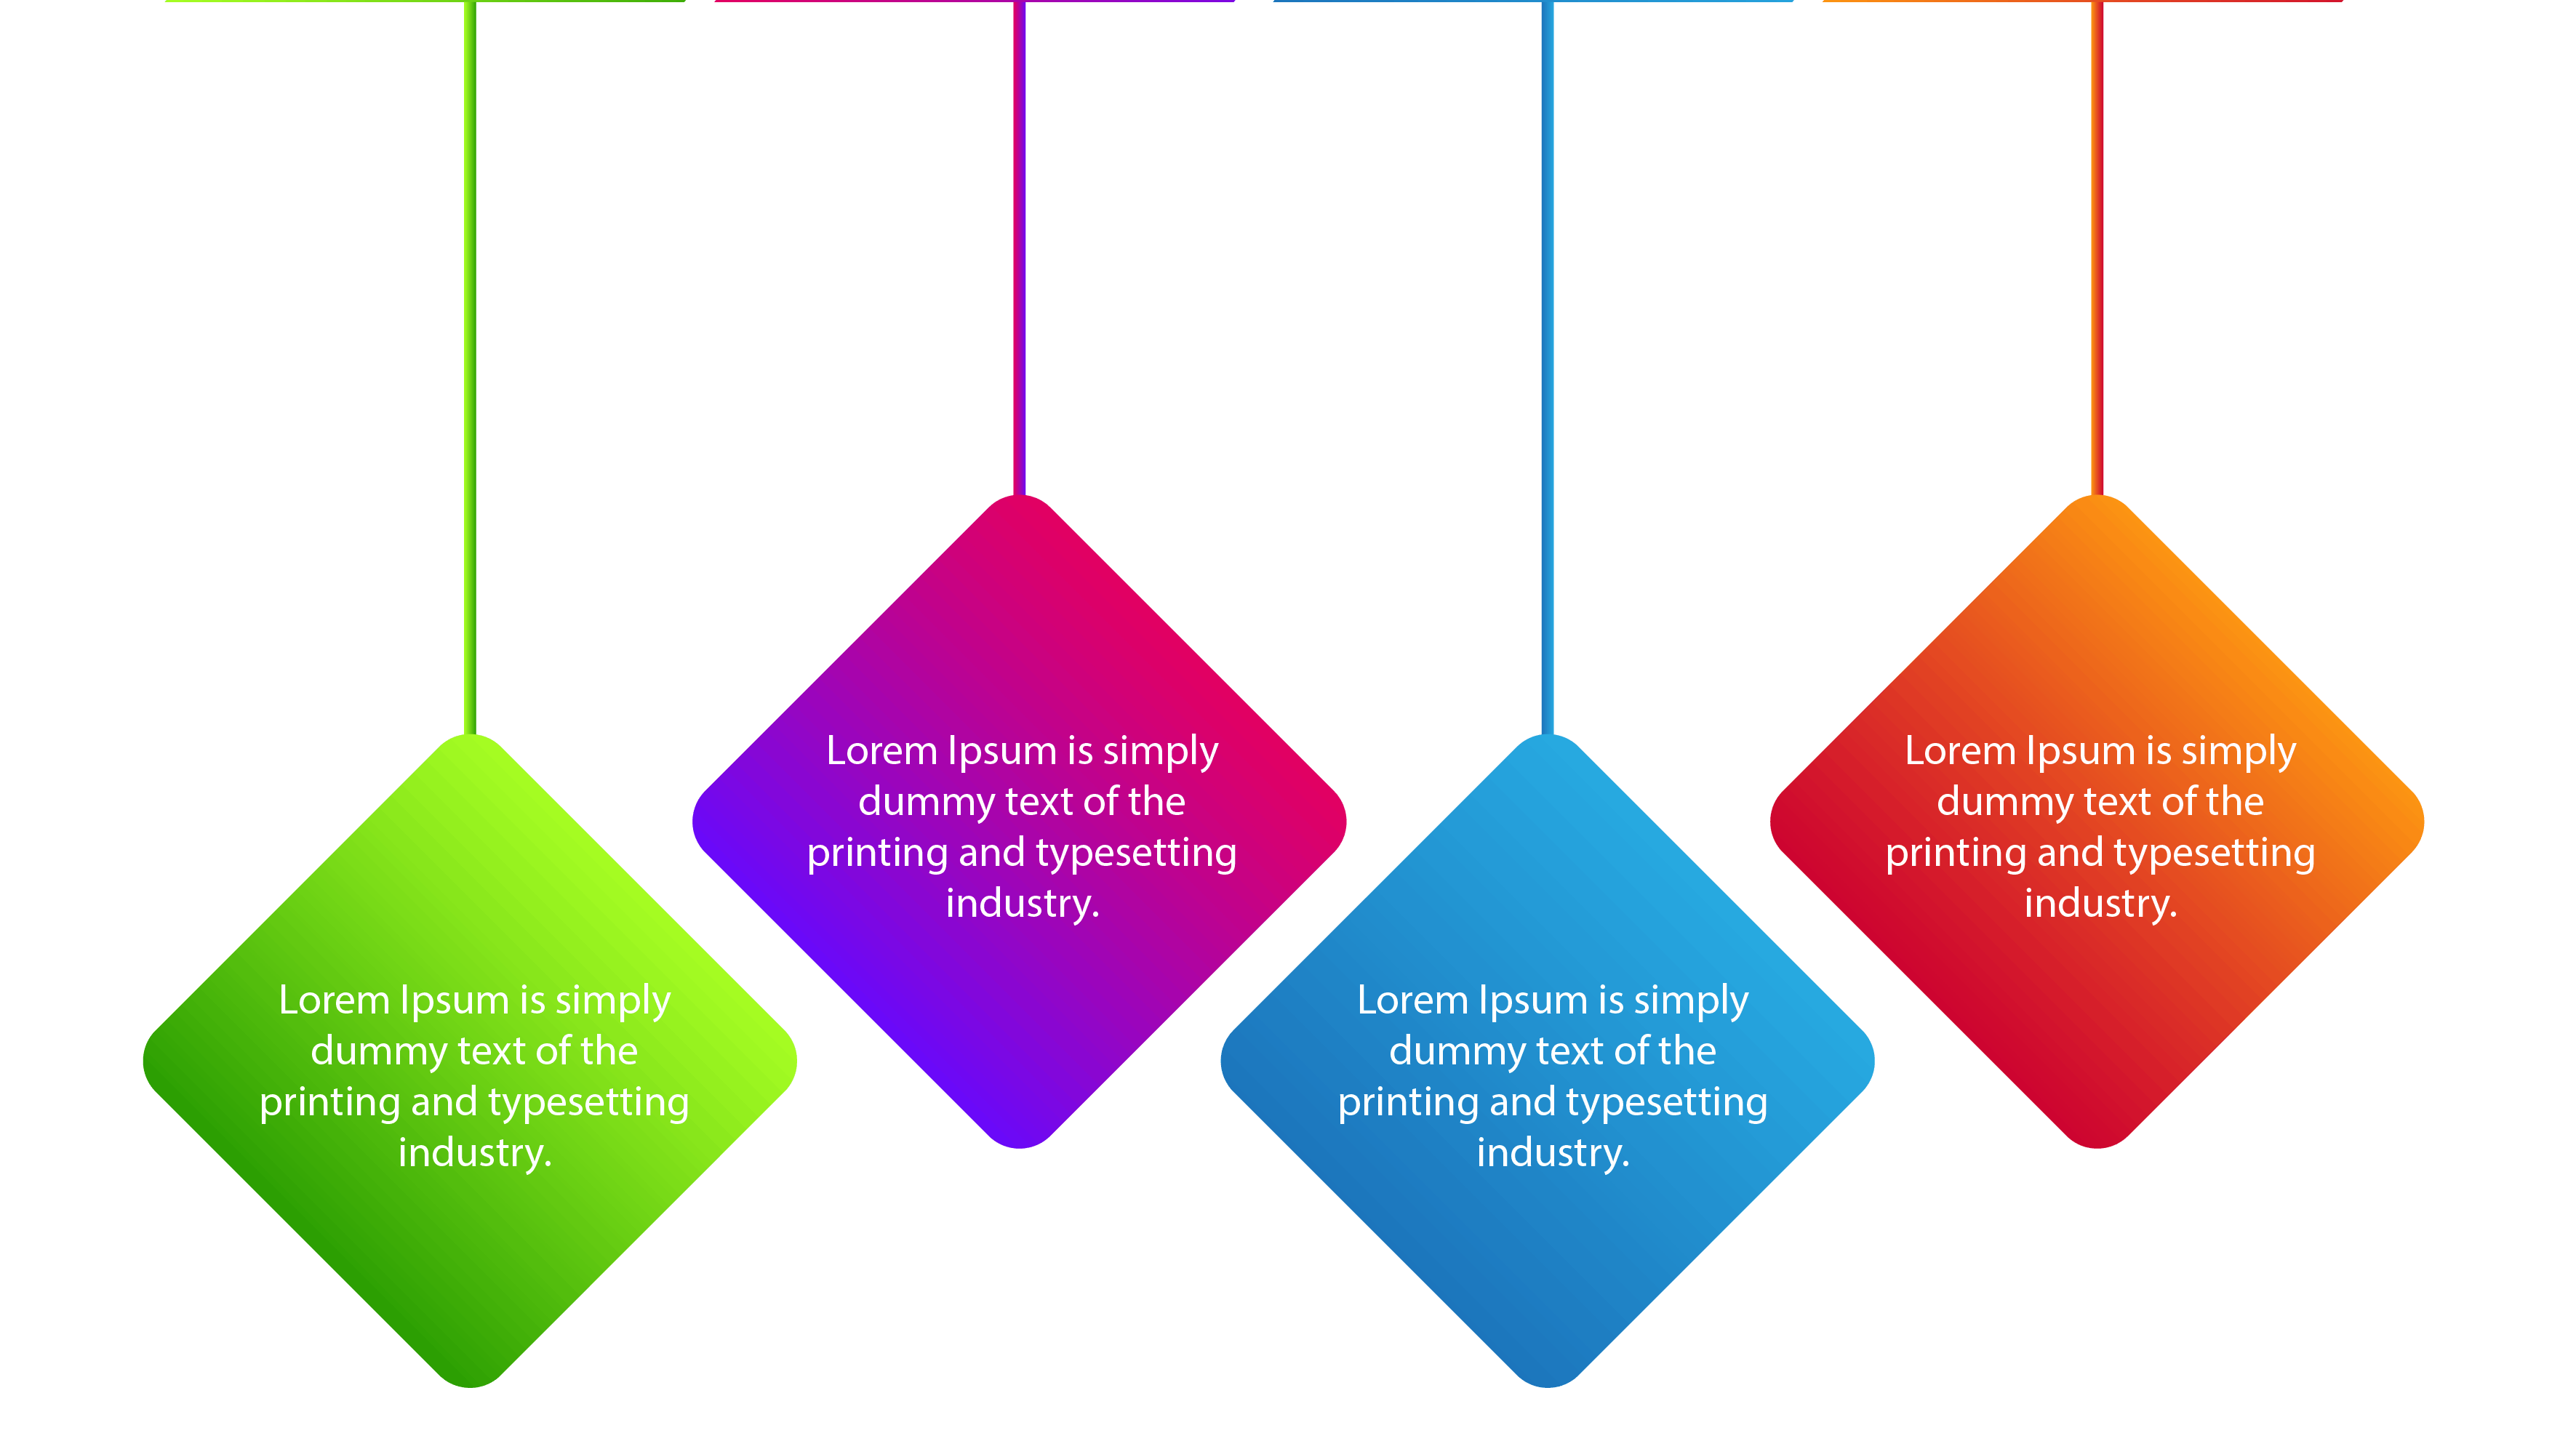 Lorem Ipsum is simply
dummy text of the
printing and typesetting
industry.
Lorem Ipsum is simply
dummy text of the
printing and typesetting
industry.
Lorem Ipsum is simply
dummy text of the
printing and typesetting
industry.
Lorem Ipsum is simply
dummy text of the
printing and typesetting
industry.